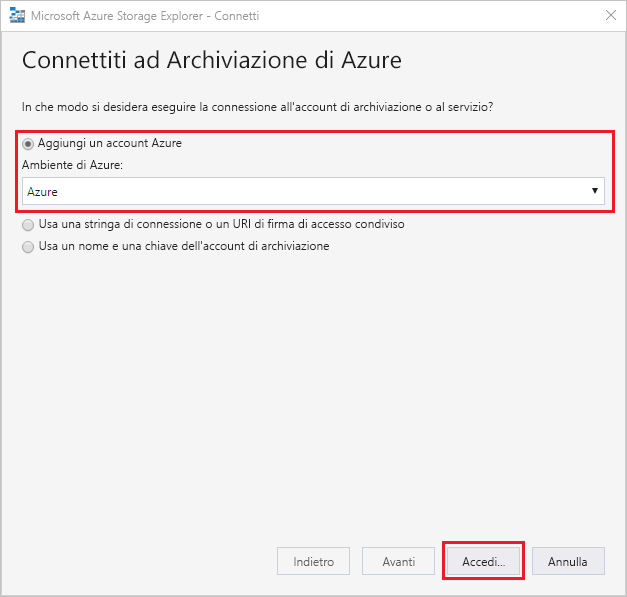 Microsoft Azure Storage Explorer - Connetti
Connettiti ad Archiviazione di Azure
In che modo si desidera eseguire la connessione all'account di archiviazione o al servizio?
Aggiungi un account Azure
Ambiente di Azure:
Azure
Usa una stringa di connessione o un URI di firma di accesso condiviso
Usa un nome e una chiave dell'account di archiviazione
Indietro Avanti Accedi... Annulla